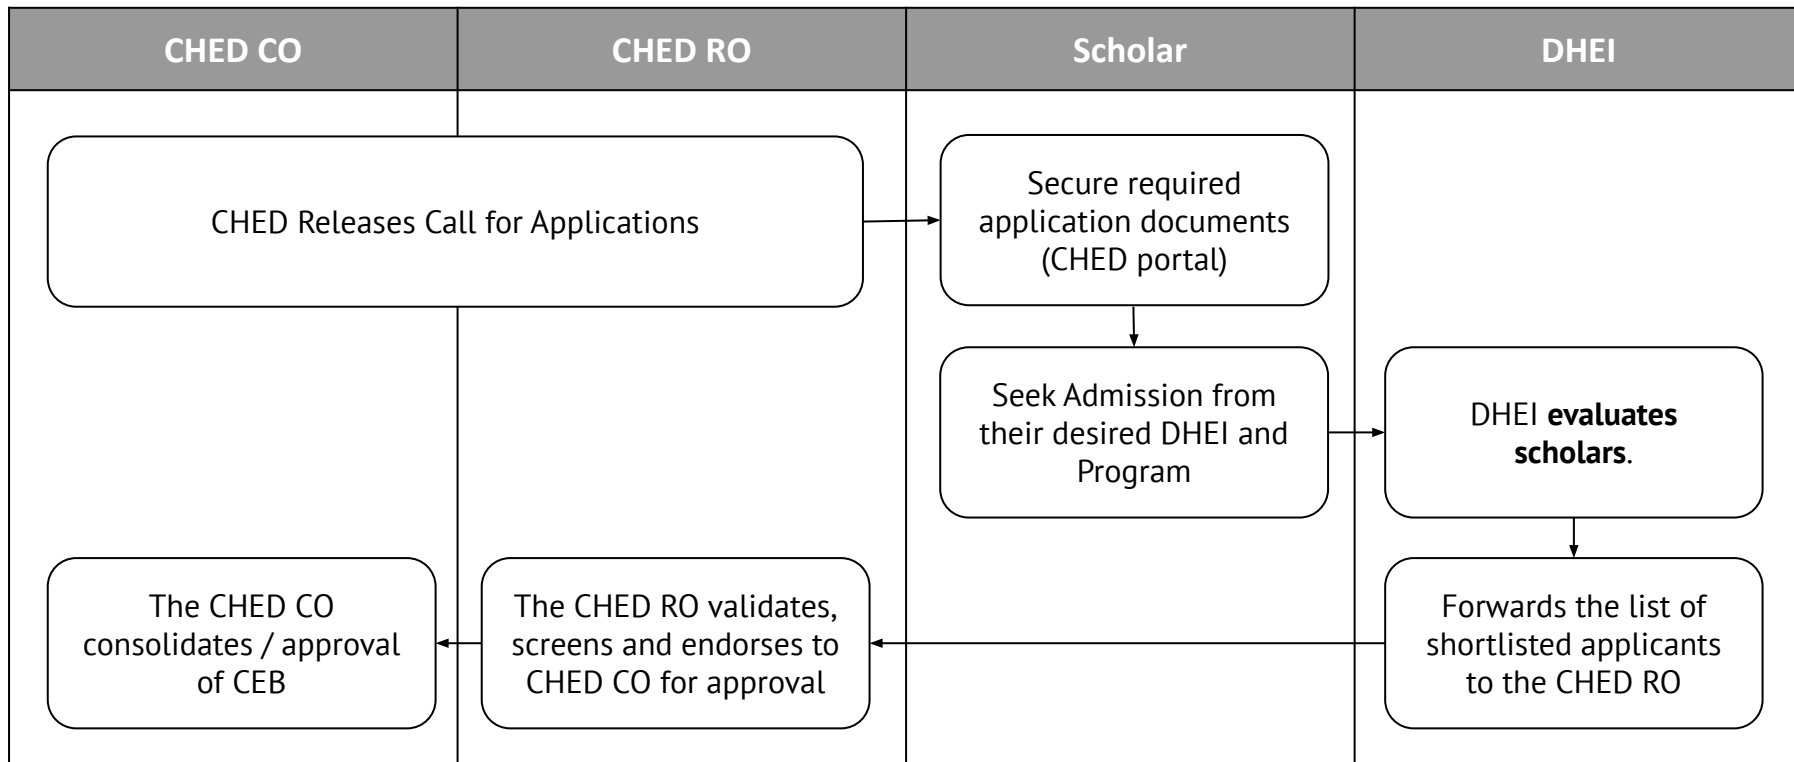 CHED CO
CHED RO
Scholar
DHEI
CHED Releases Call for Applications
Secure required
application documents
(CHED portal)
Seek Admission from
their desired DHEI and
Program
DHEI evaluates
scholars.
The CHED CO
consolidates / approval
of CEB
The CHED RO validates,
screens and endorses to
CHED CO for approval
Forwards the list of
shortlisted applicants
to the CHED RO